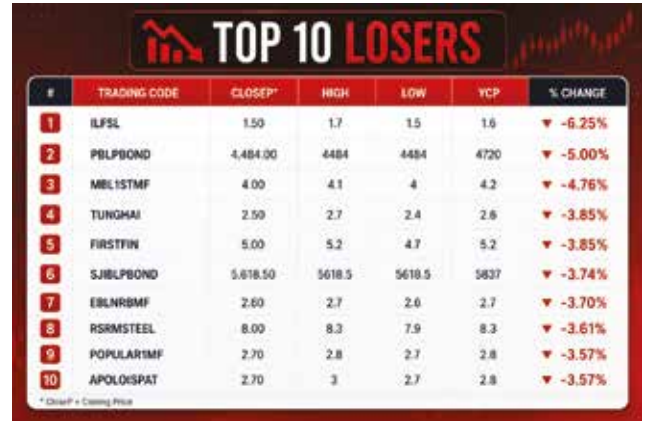 TOP 10 LOSERS
# TRADING CODE CLOSEP* HIGH LOW YCP % CHANGE
1 ILFSL 1.50 1.7 1.5 1.6 ▼ -6.25%
2 PBLPBOND 4,484.00 4484 4484 4720 ▼ -5.00%
3 MBL1STMF 4.00 4.1 4 4.2 ▼ -4.76%
4 TUNGHAI 2.50 2.7 2.4 2.6 ▼ -3.85%
5 FIRSTFIN 5.00 5.2 4.7 5.2 ▼ -3.85%
6 SJIBLPBOND 5,618.50 5618.5 5618.5 5837 ▼ -3.74%
7 EBLNRBMF 2.60 2.7 2.6 2.7 ▼ -3.70%
8 RSRMSTEEL 8.00 8.3 7.9 8.3 ▼ -3.61%
9 POPULAR1MF 2.70 2.8 2.7 2.8 ▼ -3.57%
10 APOLOISPAT 2.70 3 2.7 2.8 ▼ -3.57%
* CloseP = Closing Price